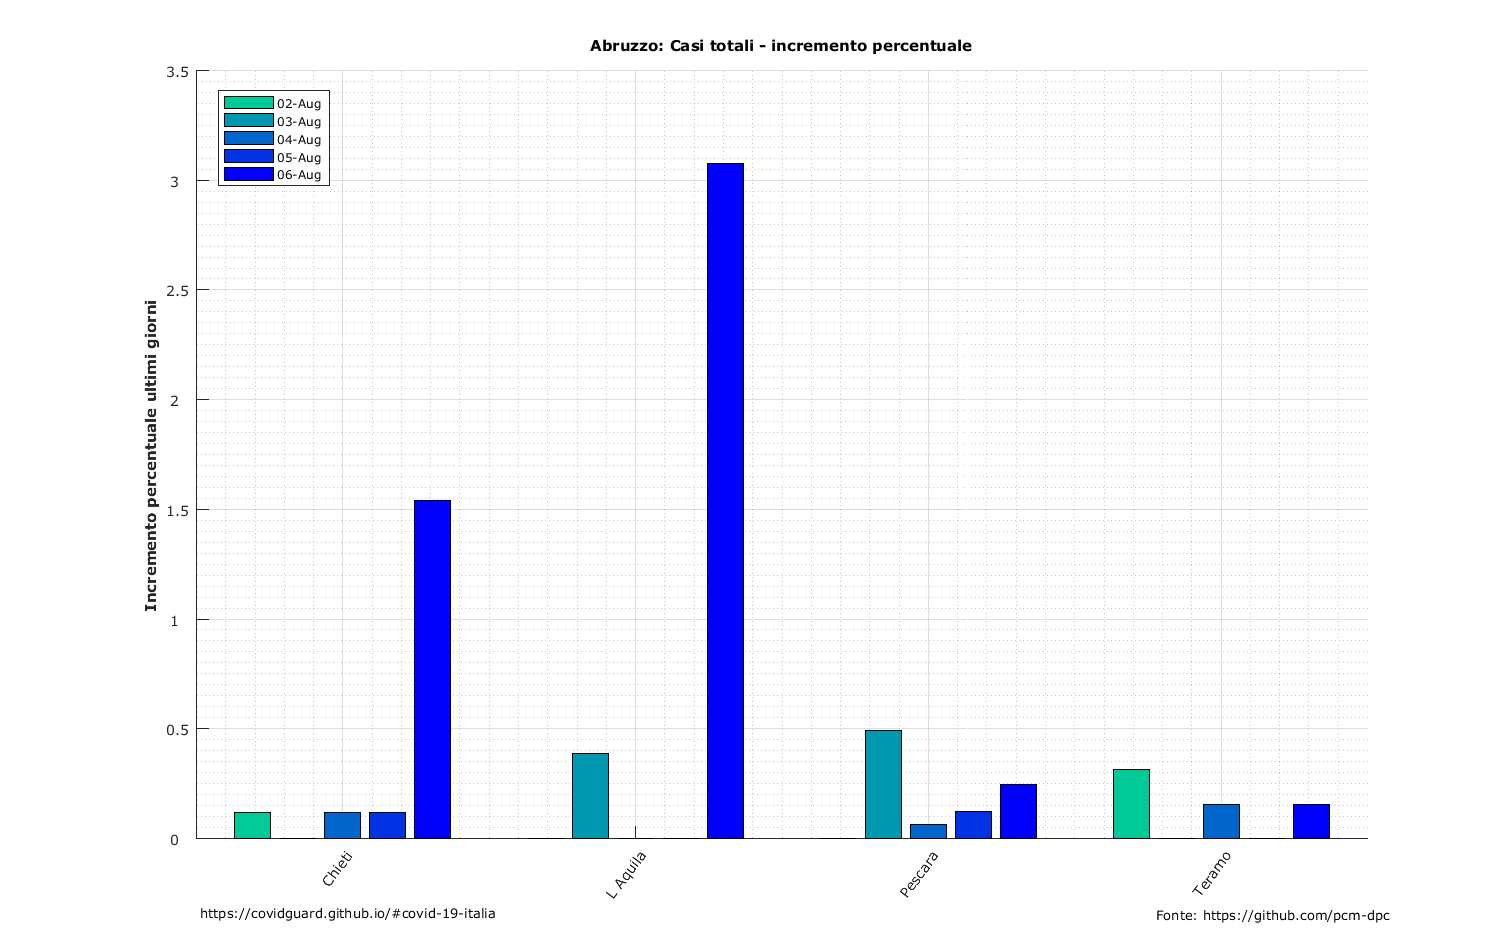 Abruzzo: Casi totali - incremento percentuale
3.5
3
2.5
2
1.5
1
0.5
0
Incremento percentuale ultimi giorni
02-Aug
03-Aug
04-Aug
05-Aug
06-Aug
Chieti
L Aquila
Pescara
Teramo
https://covidguard.github.io/#covid-19-italia
Fonte: https://github.com/pcm-dpc